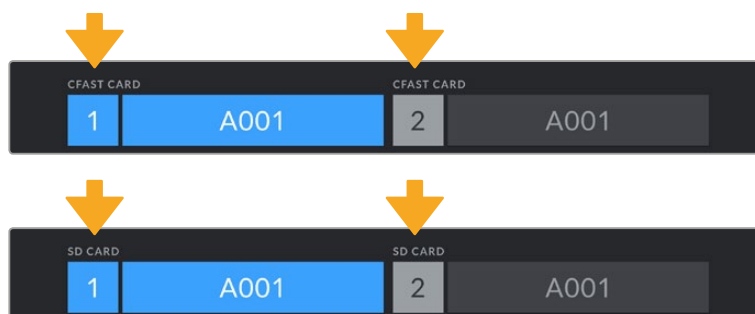 CFAST CARD CFAST CARD
1 A001 2 A001
SD CARD SD CARD
1 A001 2 A001